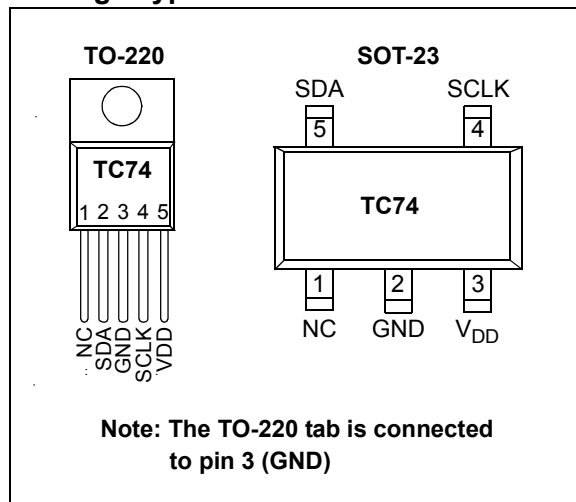 TO-220
SOT-23
TC74
1 2 3 4 5
NC
SDA
GND
SCLK
VDD
SDA
SCLK
5
4
TC74
1
2
3
NC
GND
VDD
Note: The TO-220 tab is connected
to pin 3 (GND)